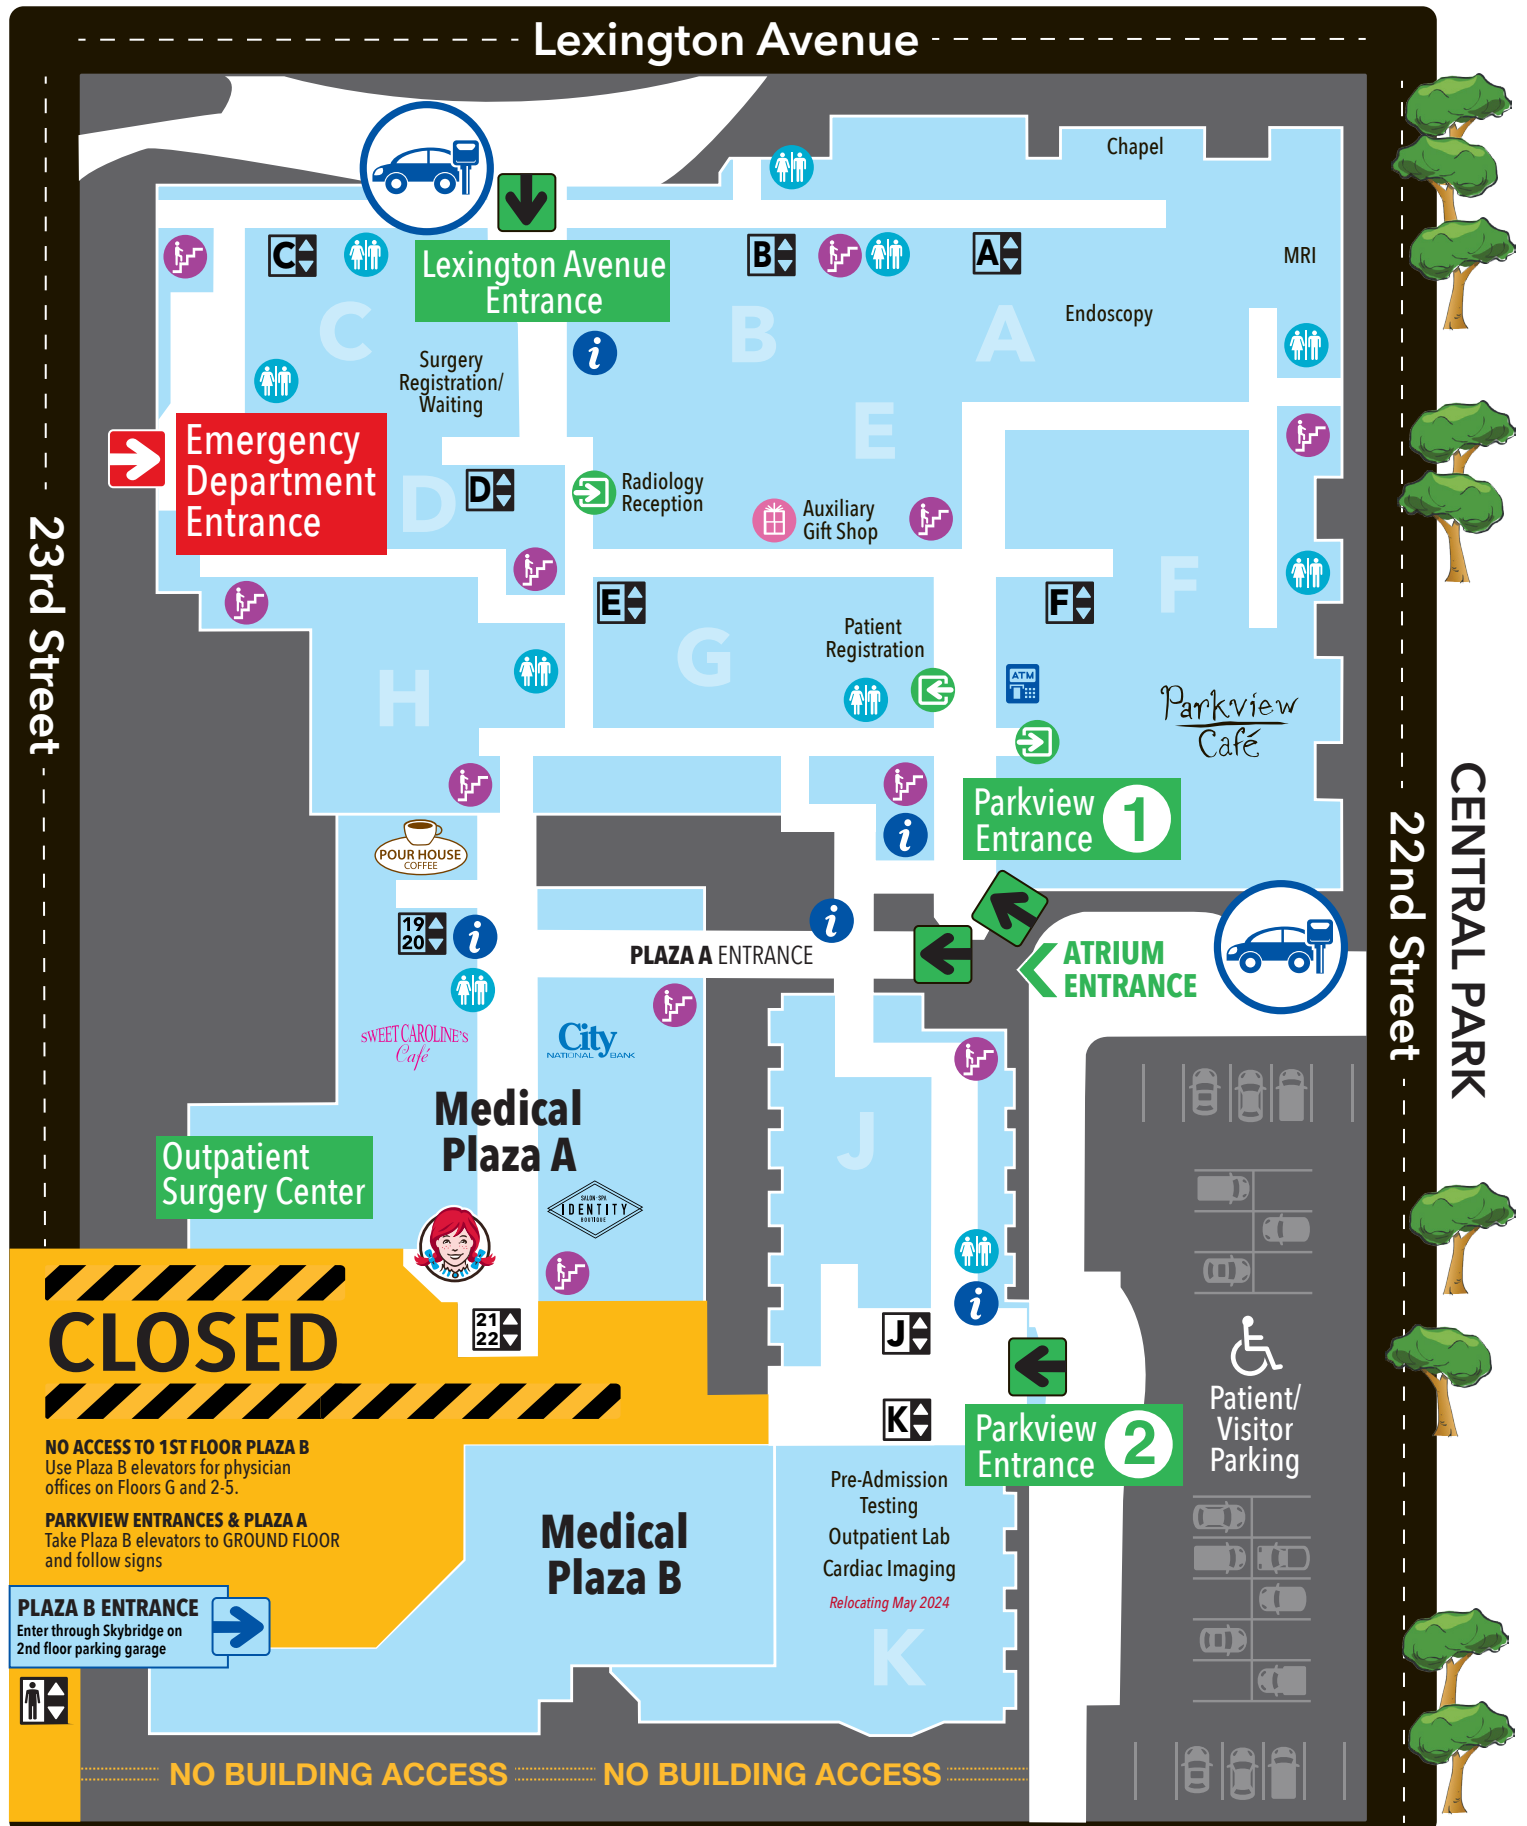 Lexington Avenue
Chapel
C
B
A
MRI
Lexington Avenue
Entrance
Endoscopy
C
B
A
i
Surgery
Registration/
Waiting
E
Emergency
Department
Entrance
D
D
Radiology
Reception
Auxiliary
Gift Shop
23rd Street
E
F
F
Patient
Registration
G
H
ATM
Parkview
Café
Parkview
Entrance
1
i
POUR HOUSE
COFFEE
CENTRAL PARK
22nd Street
19
20
i
i
PLAZA A ENTRANCE
ATRIUM
ENTRANCE
SWEET CAROLINE'S
Café
City
NATIONAL BANK
Medical
Plaza A
J
Outpatient
Surgery Center
SALON·SPA
IDENTITY
BOUTIQUE
i
CLOSED
21
22
J
K
Parkview
Entrance
2
Patient/
Visitor
Parking
NO ACCESS TO 1ST FLOOR PLAZA B
Use Plaza B elevators for physician
offices on Floors G and 2-5.
PARKVIEW ENTRANCES & PLAZA A
Take Plaza B elevators to GROUND FLOOR
and follow signs
Medical
Plaza B
Pre-Admission
Testing
Outpatient Lab
Cardiac Imaging
Relocating May 2024
K
PLAZA B ENTRANCE
Enter through Skybridge on
2nd floor parking garage
NO BUILDING ACCESS
NO BUILDING ACCESS